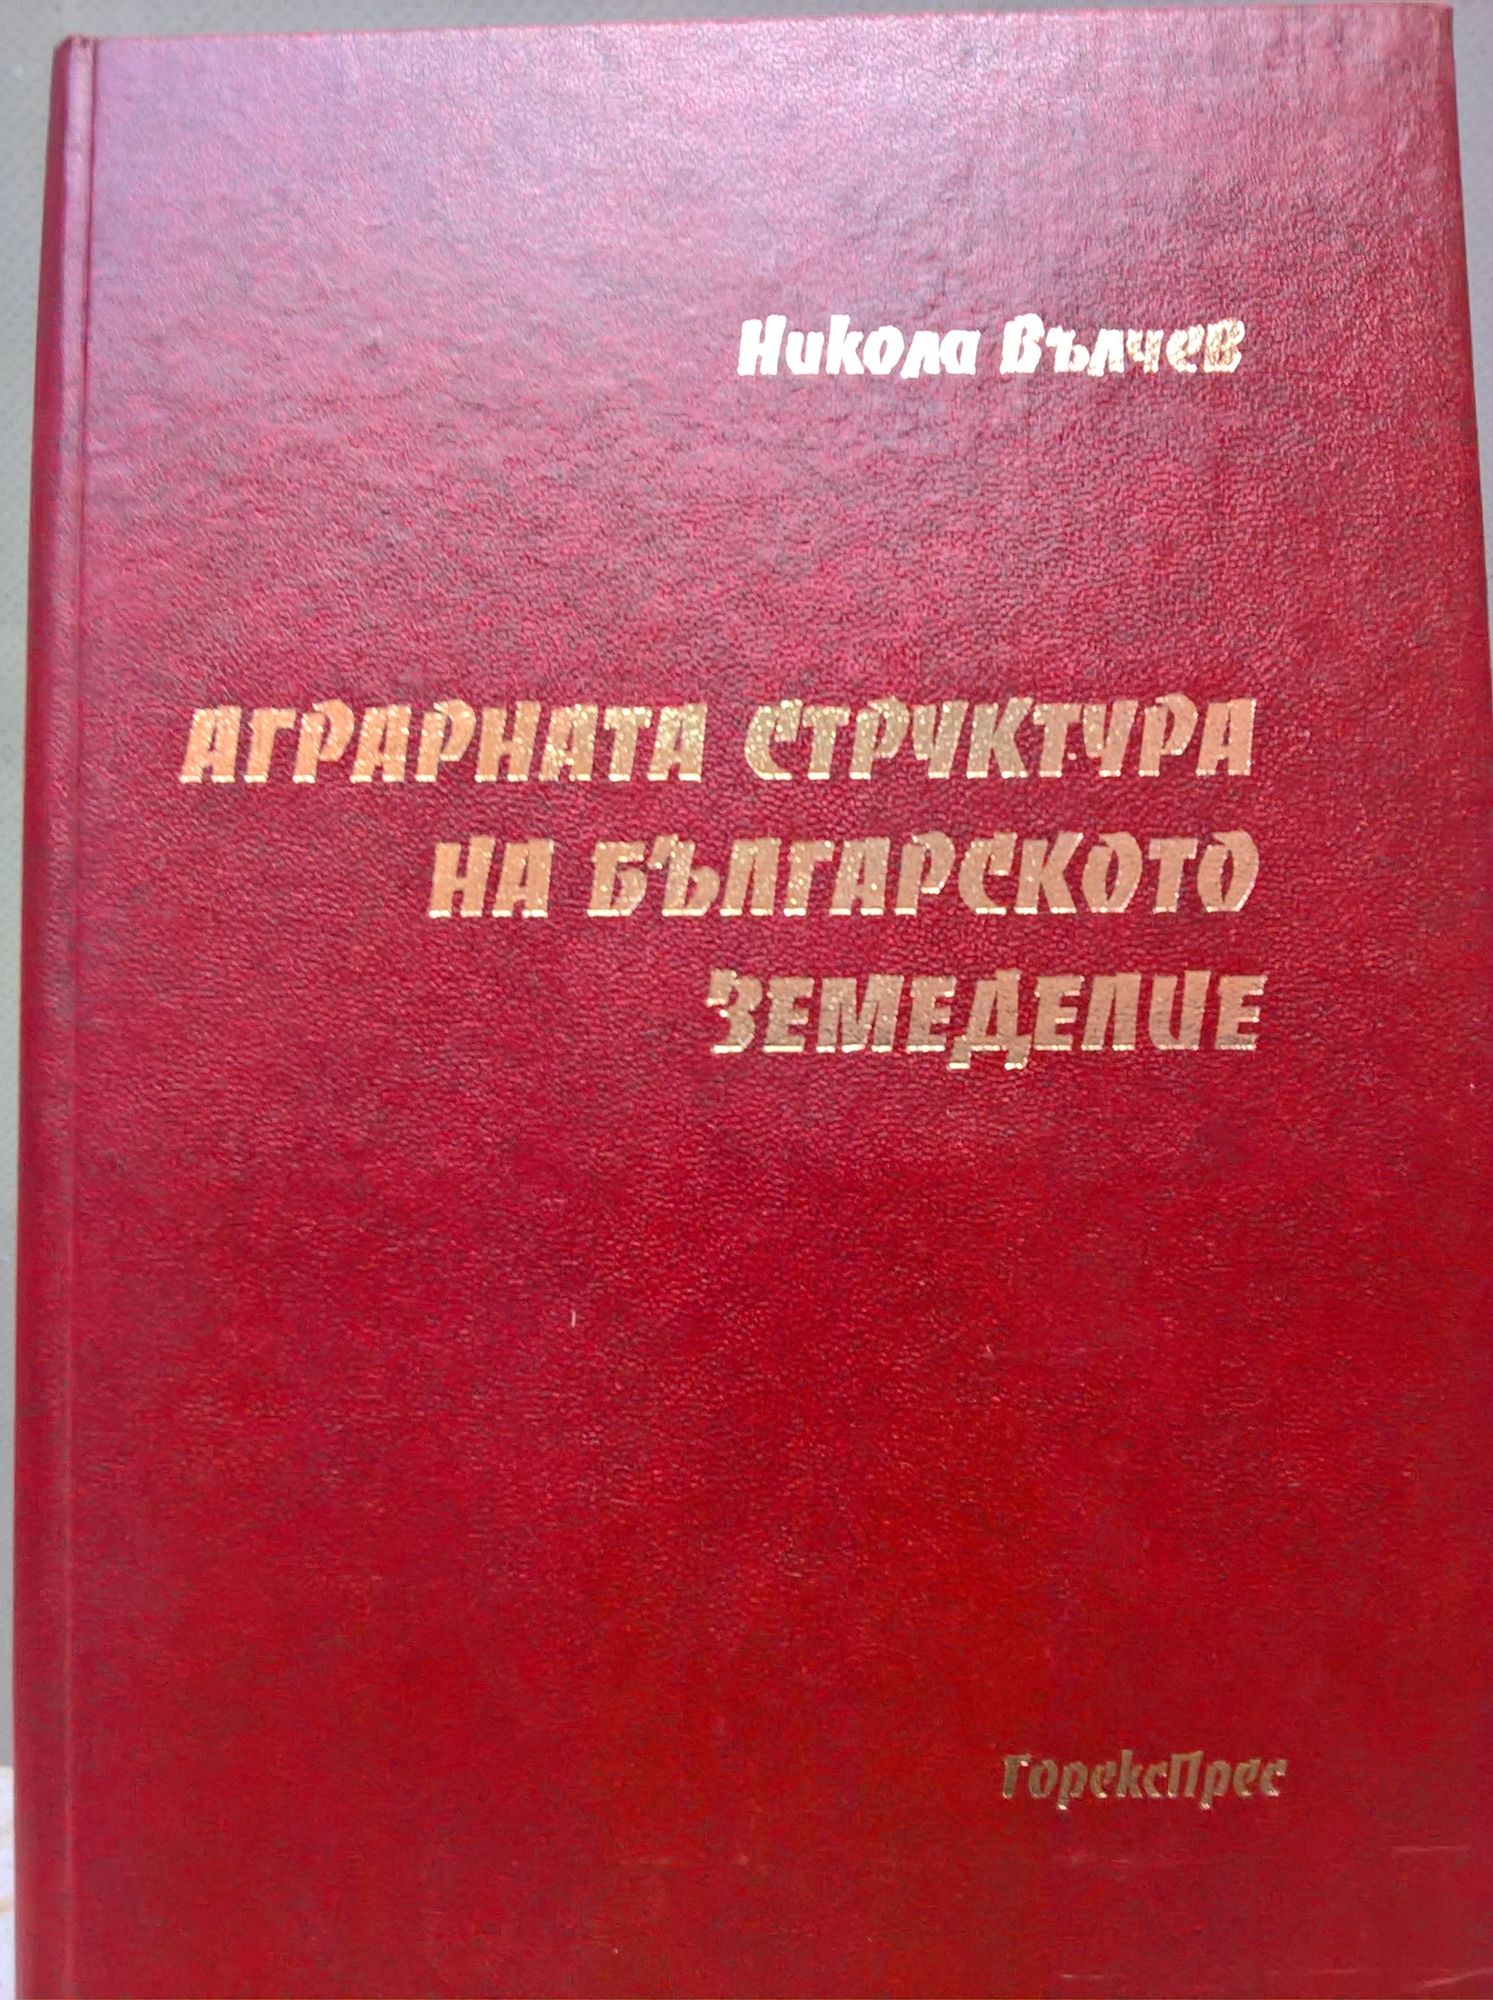 Никола Вълчев
АГРАРНАТА СТРУКТУРА
НА БЪЛГАРСКОТО
ЗЕМЕДЕЛИЕ
ГорексПрес